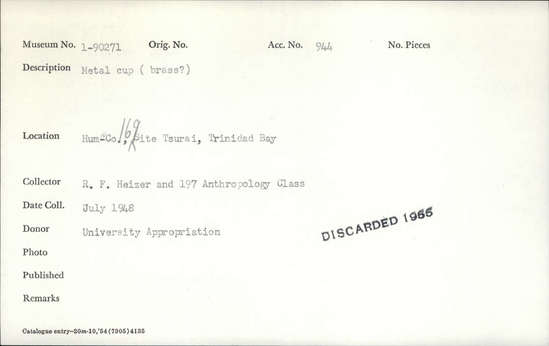 Museum No. 1-90271 Orig. No. Acc. No. 944 No. Pieces
Description Metal cup ( brass?)
Location Hum-Co., 169 Site Tsurai, Trinidad Bay
Collector R. F. Heizer and 197 Anthropology Class
Date Coll. July 1948
Donor University Appropriation
DISCARDED 1966
Photo
Published
Remarks
Catalogue entry—20m-10,'54(7905)4188